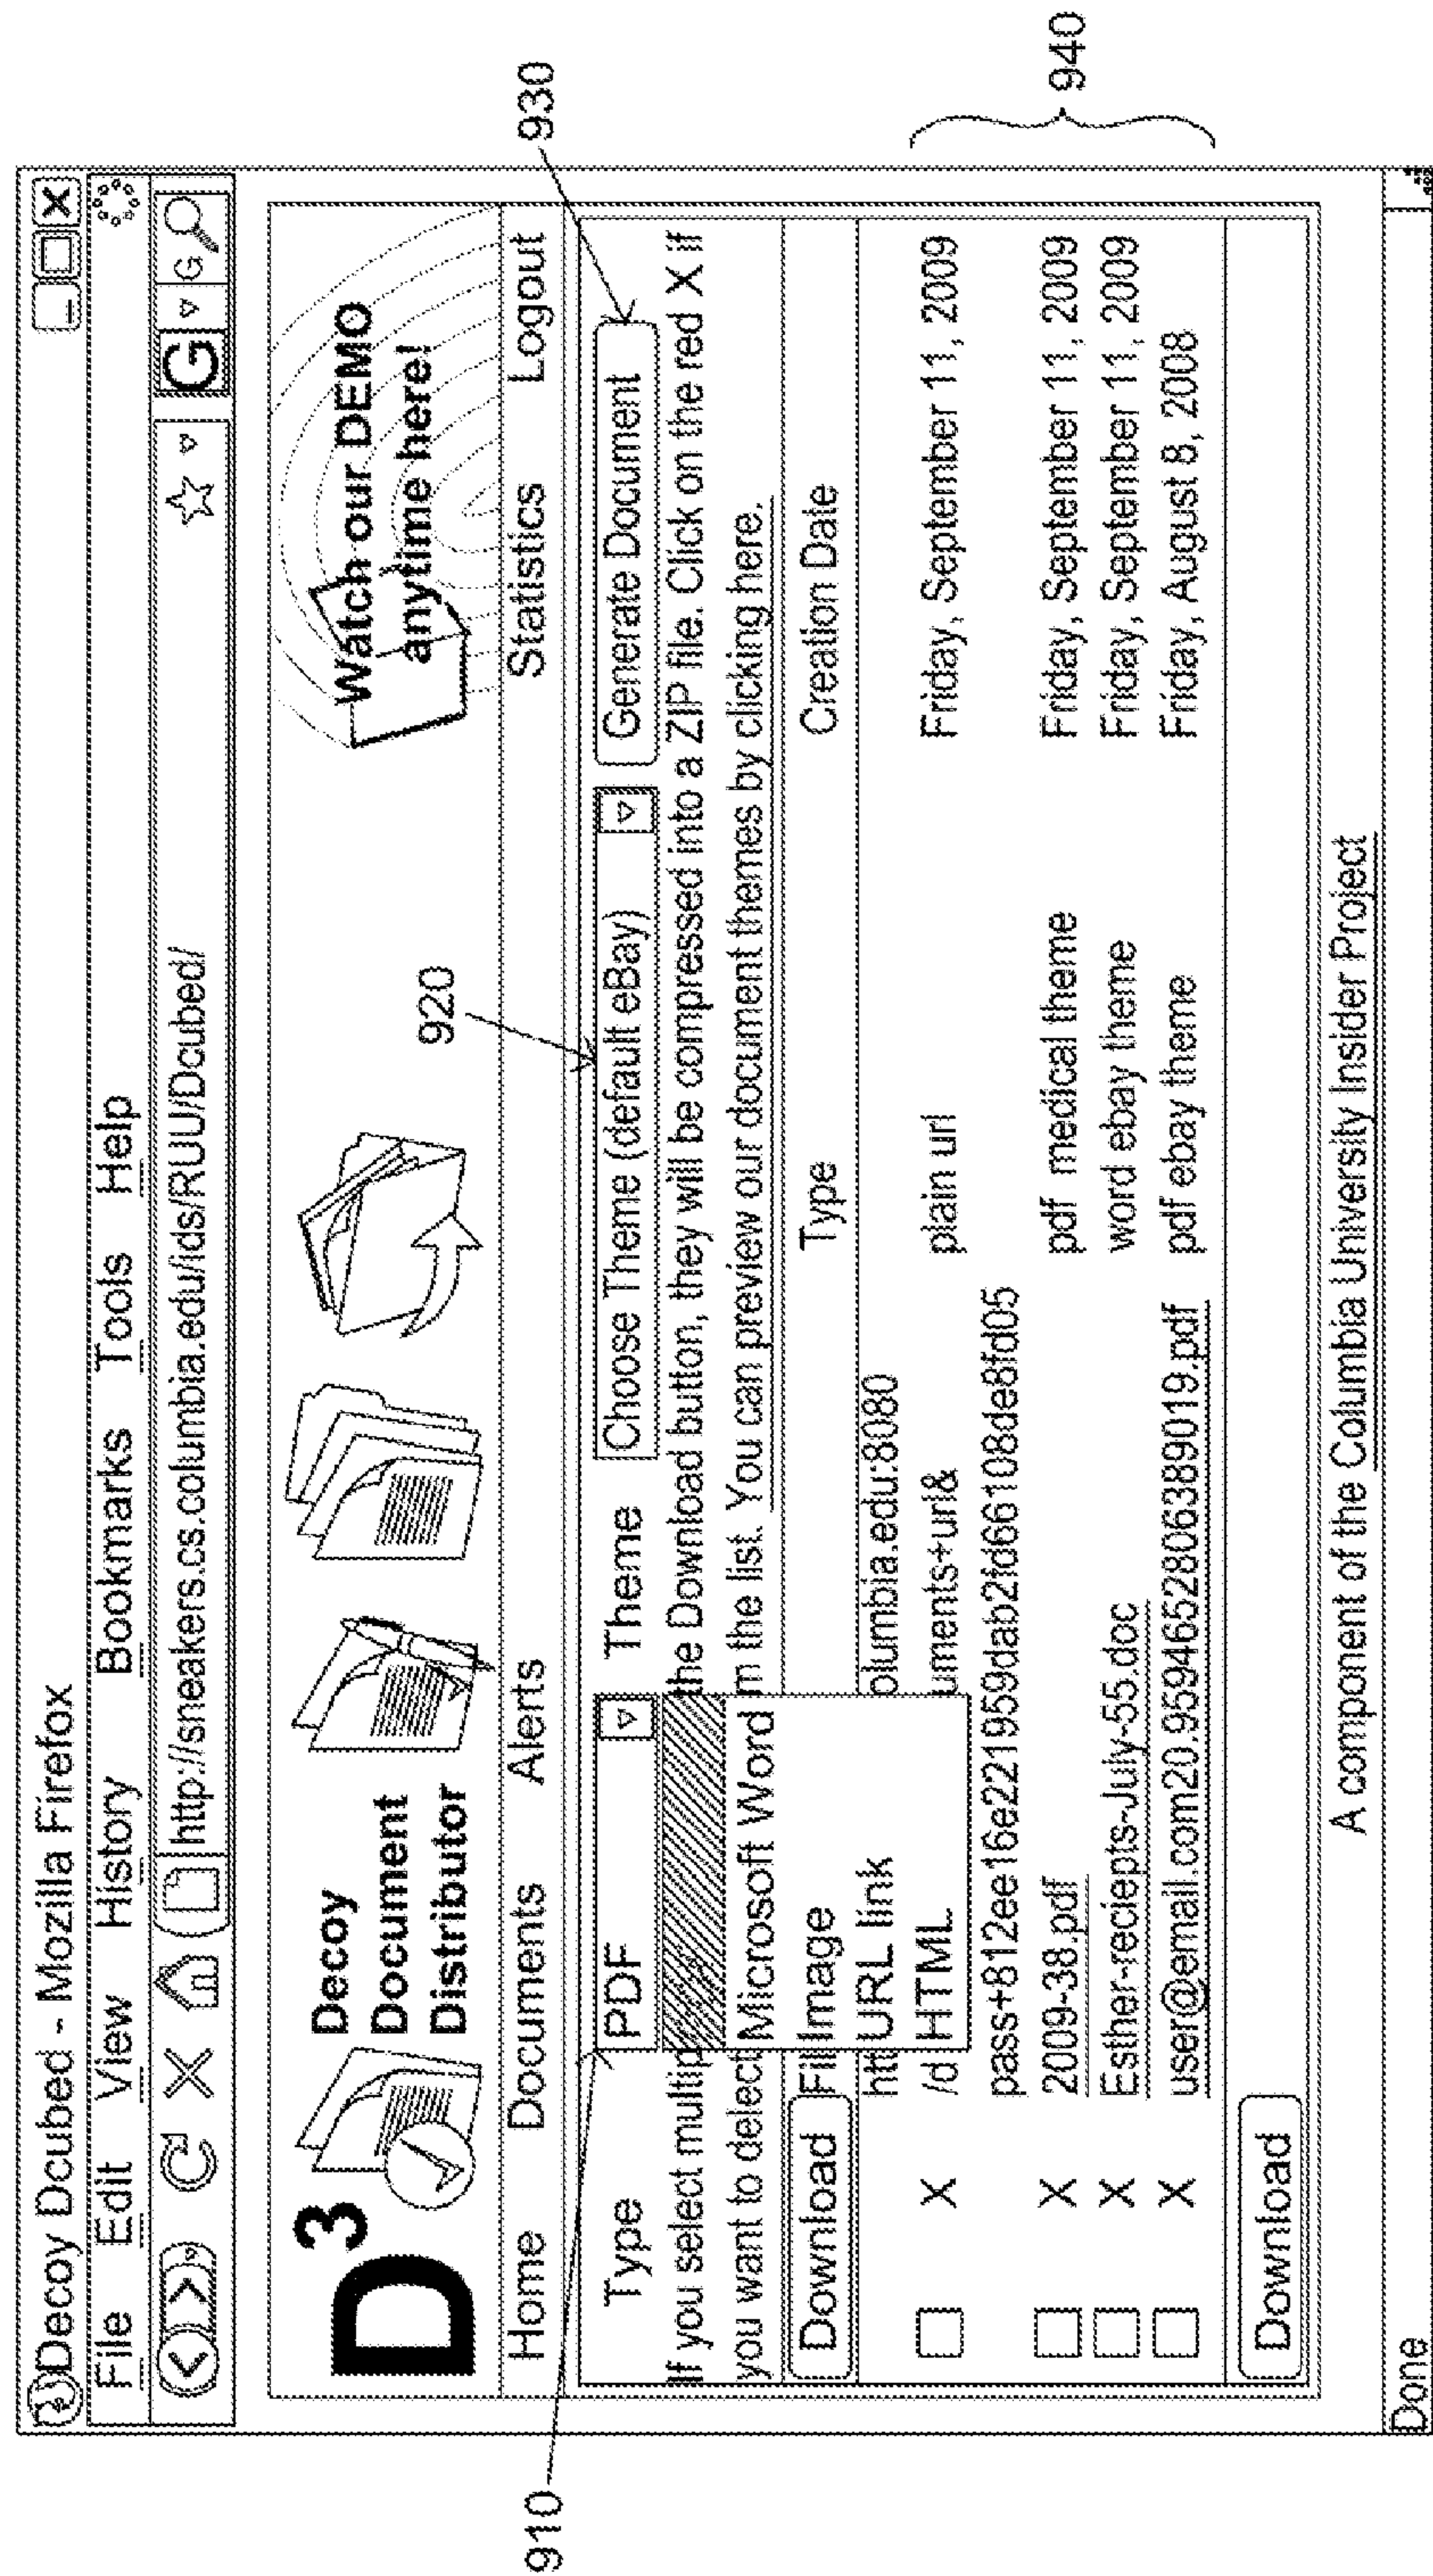 Decoy Dcubed - Mozilla Firefox
File Edit View History Bookmarks Tools Help
http://sneakers.cs.columbia.edu/ids/RUU/Dcubed/
G
G
D3
Decoy
Document
Distributor
Watch our DEMO
anytime here!
Home Documents Alerts Statistics Logout
910
920
930
940
Type PDF Theme Choose Theme (default eBay) Generate Document
If you select multip the Download button, they will be compressed into a ZIP file. Click on the red X if
you want to delect Microsoft Word m the list. You can preview our document themes by clicking here.
Download Fil Image Type Creation Date
htt URL link olumbia.edu:8080
/d HTML uments+url& plain url Friday, September 11, 2009
X
pass+812ee16e221959dab2fd66108de8fd05
X 2009-38.pdf pdf medical theme Friday, September 11, 2009
X Esther-reciepts-July-55.doc word ebay theme Friday, September 11, 2009
X user@email.com20.9594652806389019.pdf pdf ebay theme Friday, August 8, 2008
Download
A component of the Columbia University Insider Project
Done